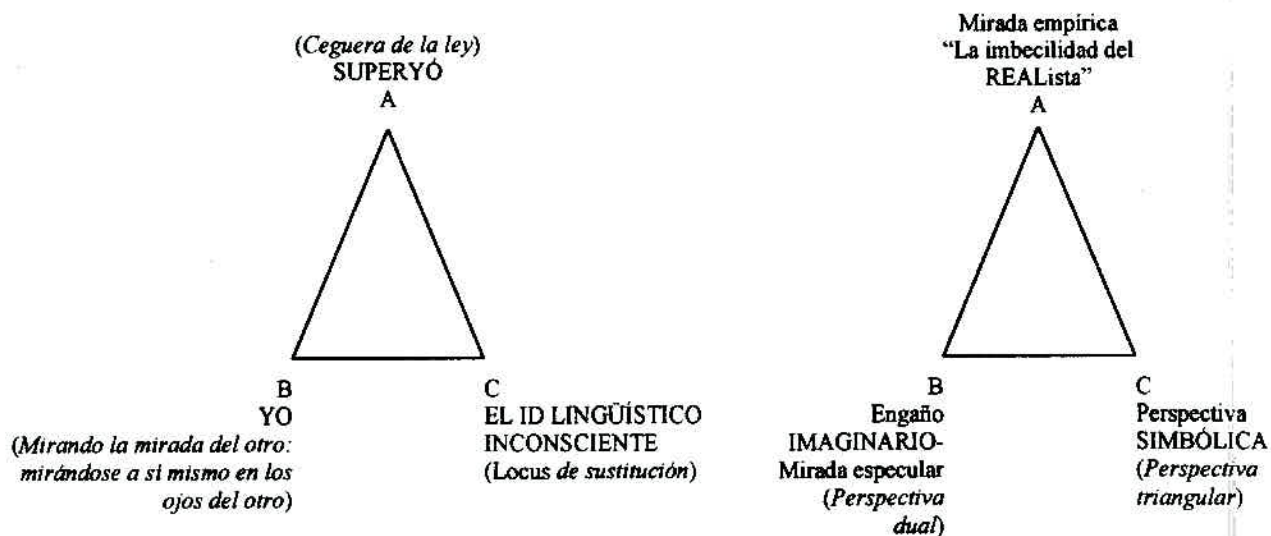 (Ceguera de la ley)
SUPERYÓ
A
B
YO
(Mirando la mirada del otro:
mirándose a sí mismo en los
ojos del otro)
C
EL ID LINGÜÍSTICO
INCONSCIENTE
(Locus de sustitución)
Mirada empírica
“La imbecilidad del
REALista”
A
B
Engaño
IMAGINARIO-
Mirada especular
(Perspectiva
dual)
C
Perspectiva
SIMBÓLICA
(Perspectiva
triangular)